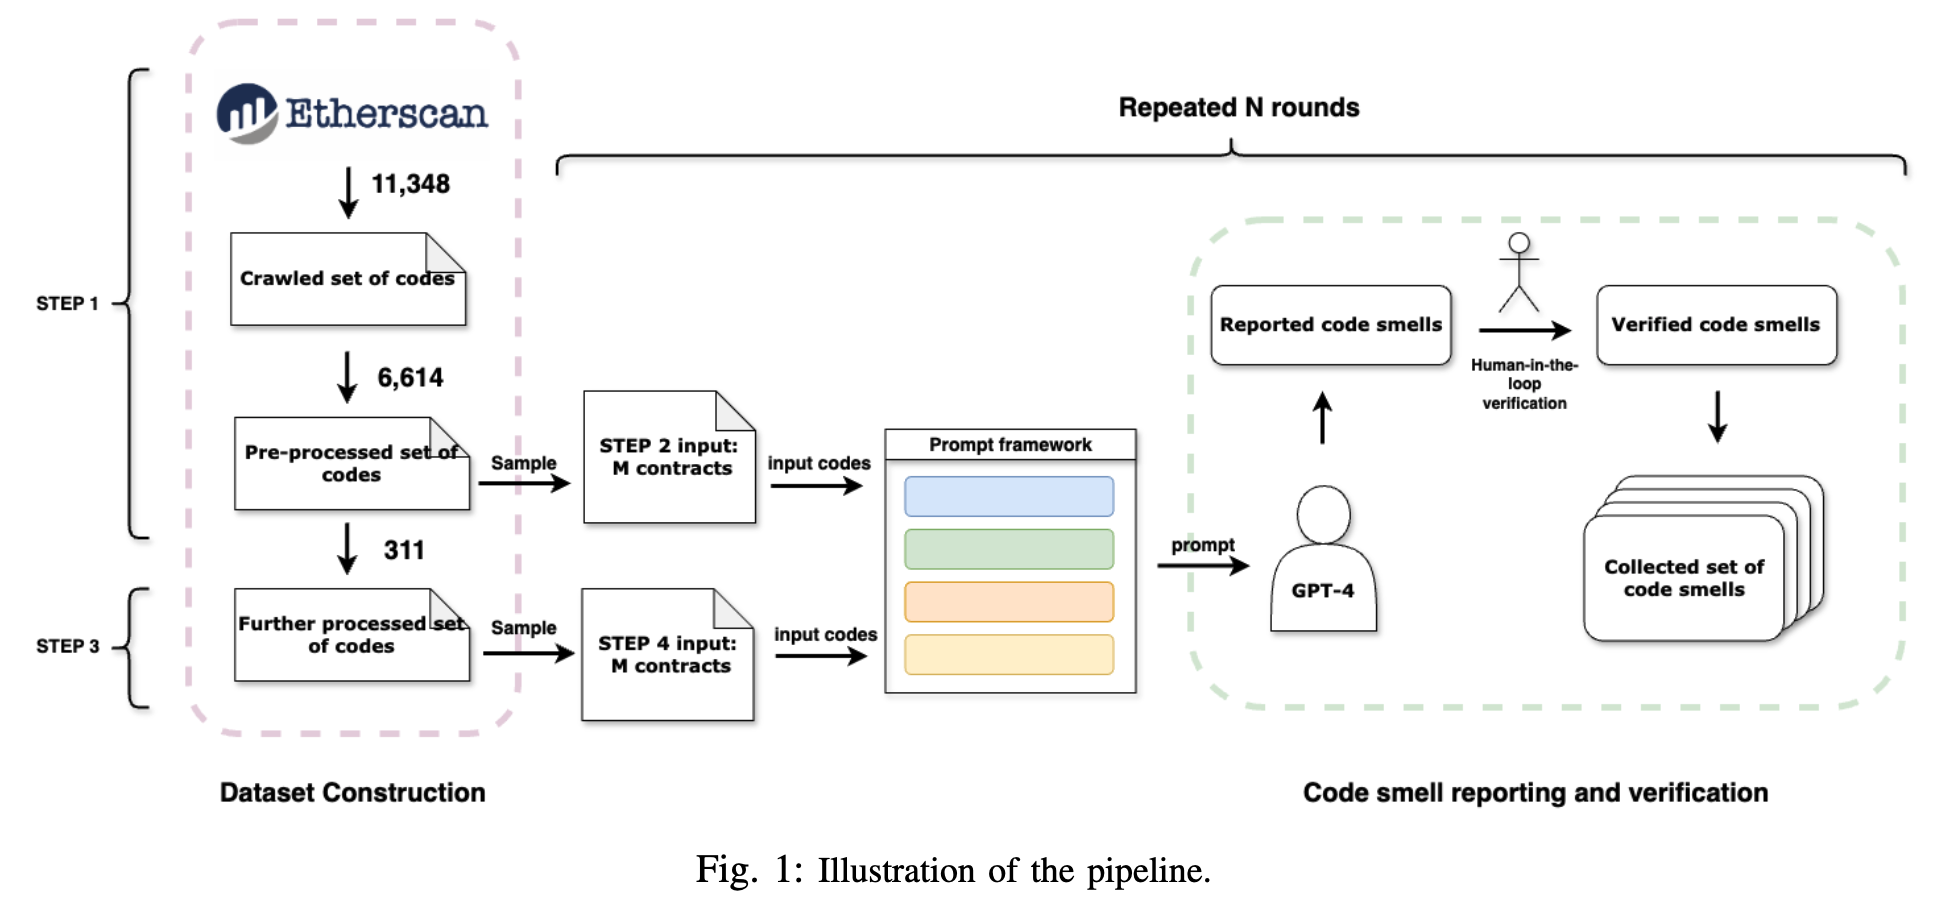 Etherscan
11,348
Crawled set of codes
STEP 1
6,614
Pre-processed set of
codes
311
STEP 3
Further processed set
of codes
Dataset Construction
Repeated N rounds
Sample
STEP 2 input:
M contracts
input codes
Sample
STEP 4 input:
M contracts
input codes
Prompt framework
prompt
GPT-4
Reported code smells
Human-in-the-
loop
verification
Verified code smells
Collected set of
code smells
Code smell reporting and verification
Fig. 1: Illustration of the pipeline.